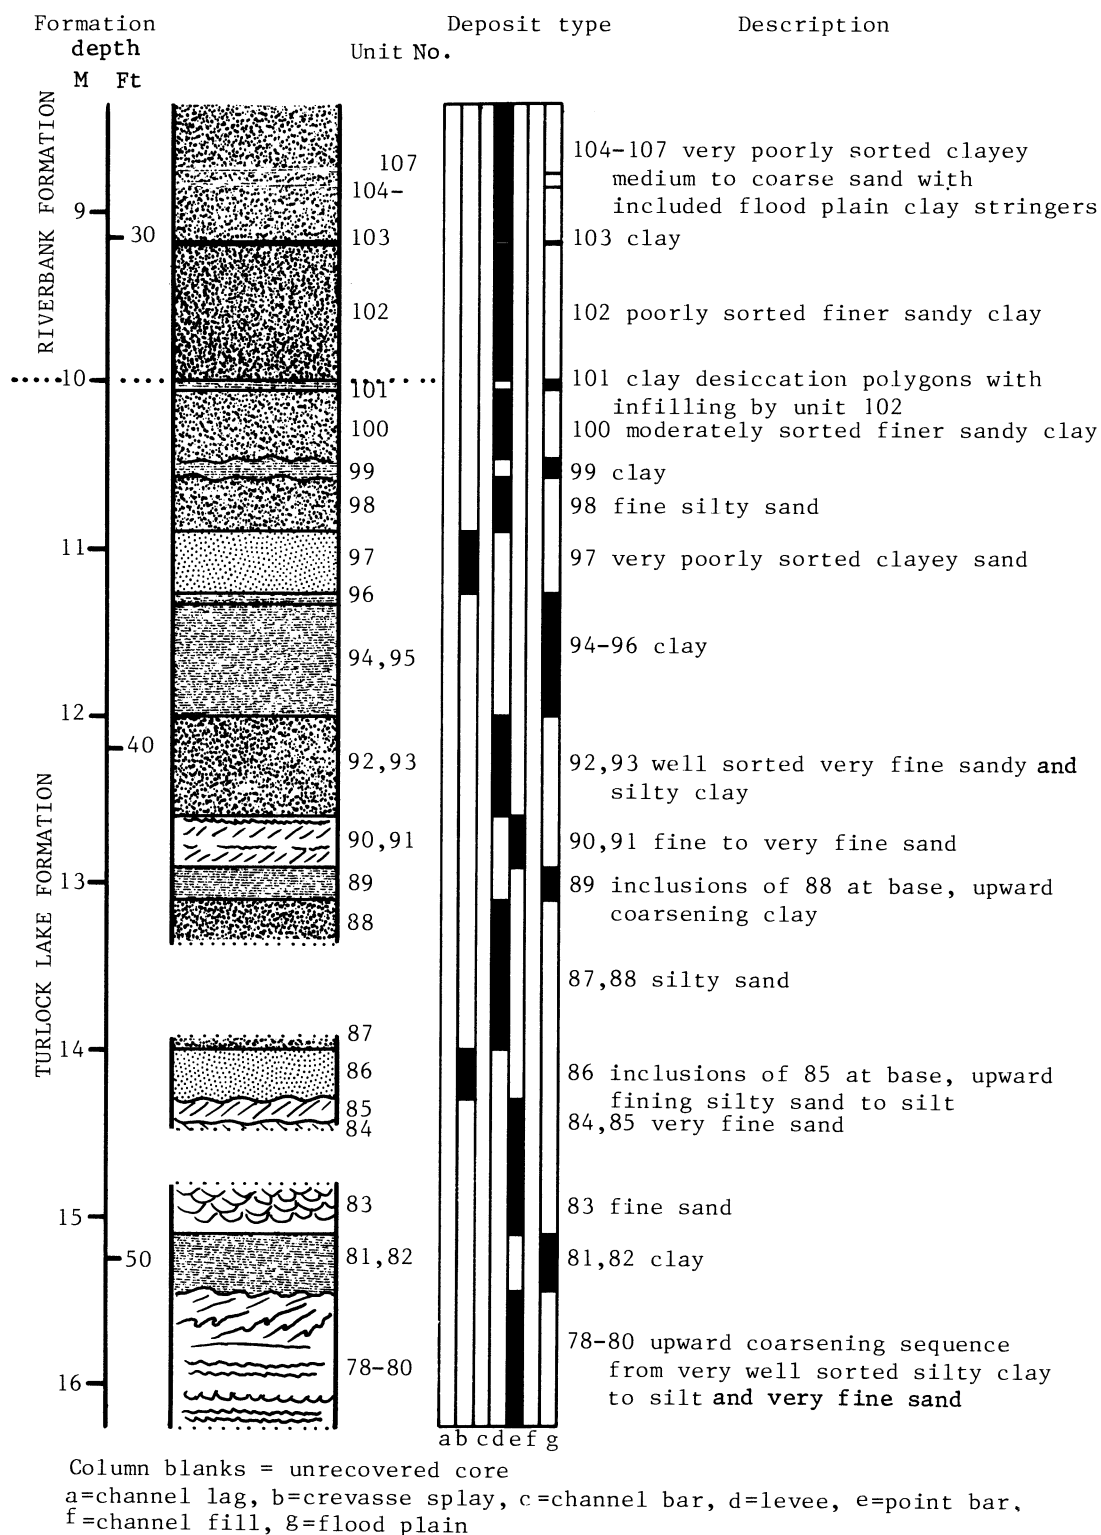 Formation Deposit type Description
depth Unit No.
M Ft
RIVERBANK FORMATION
TURLOCK LAKE FORMATION
9
30
10
11
12
40
13
14
15
50
16
107
104-
103
102
101
100
99
98
97
96
94,95
92,93
90,91
89
88
87
86
85
84
83
81,82
78-80
104-107 very poorly sorted clayey
medium to coarse sand with
included flood plain clay stringers
103 clay
102 poorly sorted finer sandy clay
101 clay desiccation polygons with
infilling by unit 102
100 moderately sorted finer sandy clay
99 clay
98 fine silty sand
97 very poorly sorted clayey sand
94-96 clay
92,93 well sorted very fine sandy and
silty clay
90,91 fine to very fine sand
89 inclusions of 88 at base, upward
coarsening clay
87,88 silty sand
86 inclusions of 85 at base, upward
fining silty sand to silt
84,85 very fine sand
83 fine sand
81,82 clay
78-80 upward coarsening sequence
from very well sorted silty clay
to silt and very fine sand
a b c d e f g
Column blanks = unrecovered core
a=channel lag, b=crevasse splay, c=channel bar, d=levee, e=point bar,
f=channel fill, g=flood plain